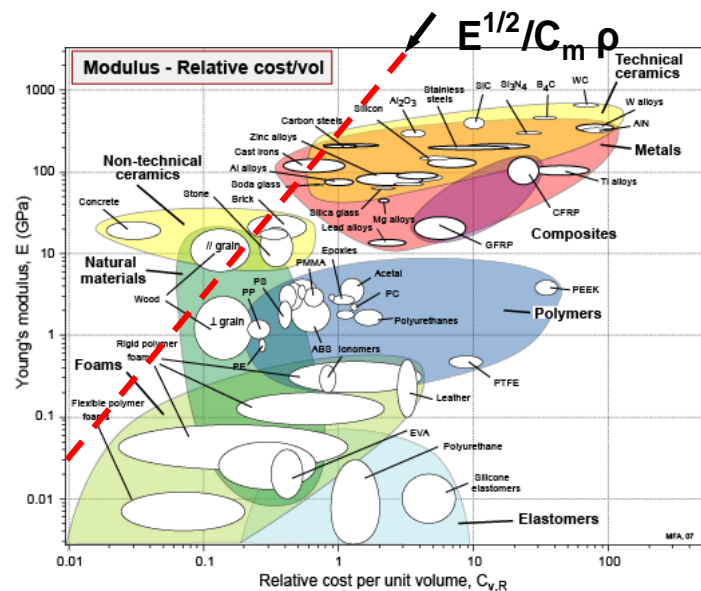 E^1/2/C_m ρ
Modulus - Relative cost/vol
Technical
ceramics
1000
100
10
1
0.1
0.01
Young's modulus, E (GPa)
WC
B4C
Si3N4
SiC
Al2O3
Stainless
steels
Silicon
Carbon steels
Zinc alloys
Cast irons
Al alloys
Soda glass
W alloys
AlN
Metals
Non-technical
ceramics
Stone
Brick
Concrete
Silica glass
Mg alloys
Lead alloys
Ti alloys
CFRP
GFRP
Composites
// grain
Natural
materials
Epoxies
PMMA
Acetal
PS
PP
PC
PEEK
Wood
⊥ grain
Polymers
Polyurethanes
PE
ABS
Ionomers
PTFE
Rigid polymer
foams
Foams
Flexible polymer
foams
Leather
EVA
Polyurethane
Silicone
elastomers
Elastomers
MFA, 07
0.01
0.1
1
10
100
Relative cost per unit volume, C_v,R